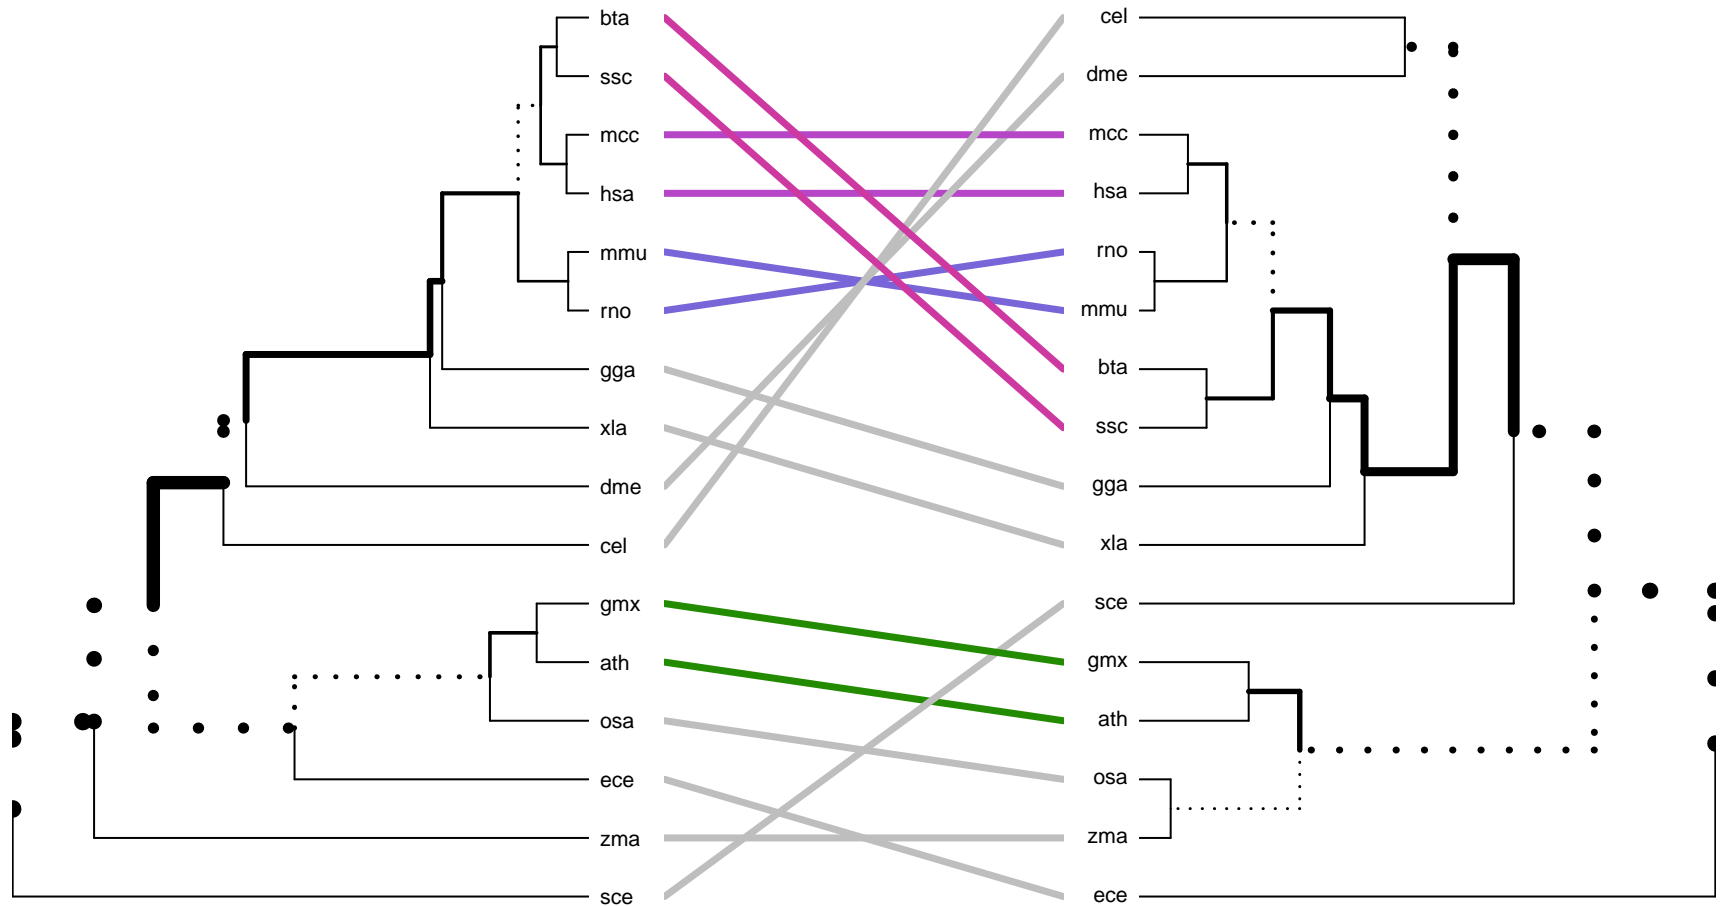 bta
ssc
mcc
hsa
mmu
rno
gga
xla
dme
cel
gmx
ath
osa
ece
zma
sce
cel
dme
mcc
hsa
rno
mmu
bta
ssc
gga
xla
sce
gmx
ath
osa
zma
ece